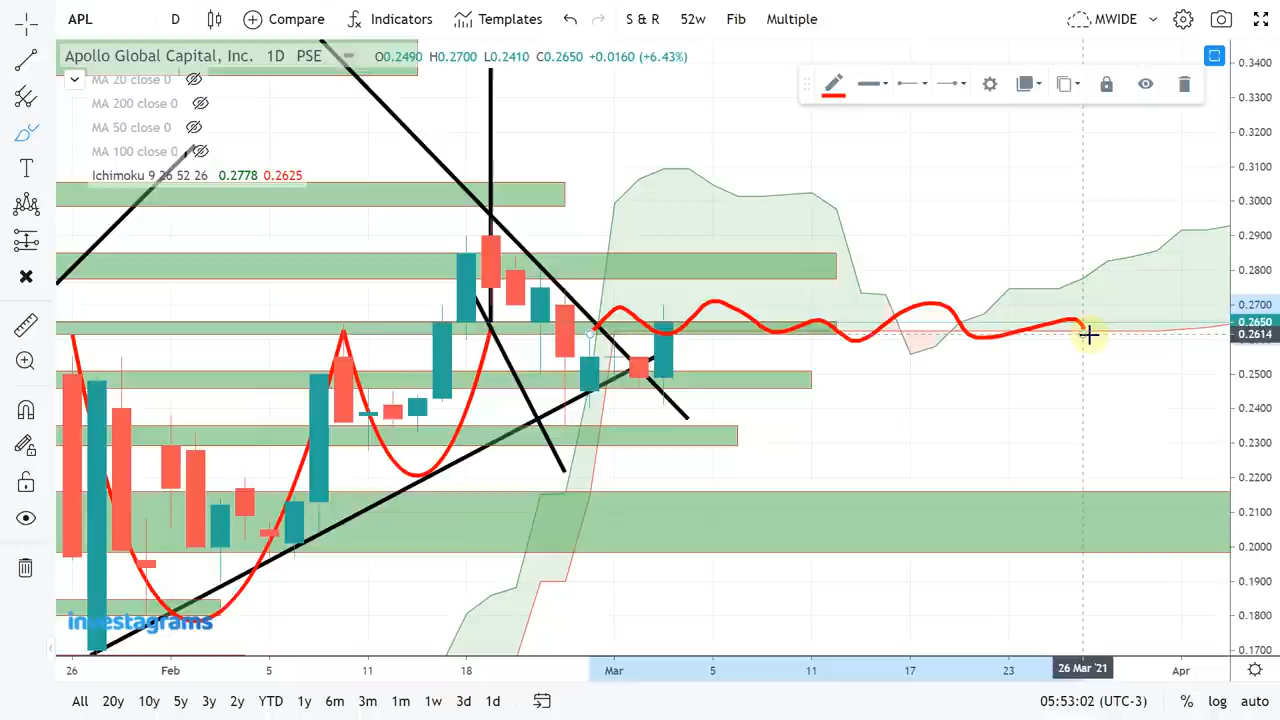 APL D Compare Indicators Templates S & R 52w Fib Multiple MWIDE
Apollo Global Capital, Inc. 1D PSE O0.2490 H0.2700 L0.2410 C0.2650 +0.0160 (+6.43%)
MA 20 close 0
MA 200 close 0
MA 50 close 0
MA 100 close 0
Ichimoku 9 26 52 26 0.2778 0.2625
0.3400
0.3300
0.3200
0.3100
0.3000
0.2900
0.2800
0.2700
0.2650
0.2614
0.2500
0.2400
0.2300
0.2200
0.2100
0.2000
0.1900
0.1800
0.1700
investagrams
26 Feb 5 11 18 Mar 5 11 17 23 26 Mar '21 Apr
All 20y 10y 5y 3y 2y YTD 1y 6m 3m 1m 1w 3d 1d 05:53:02 (UTC-3) % log auto